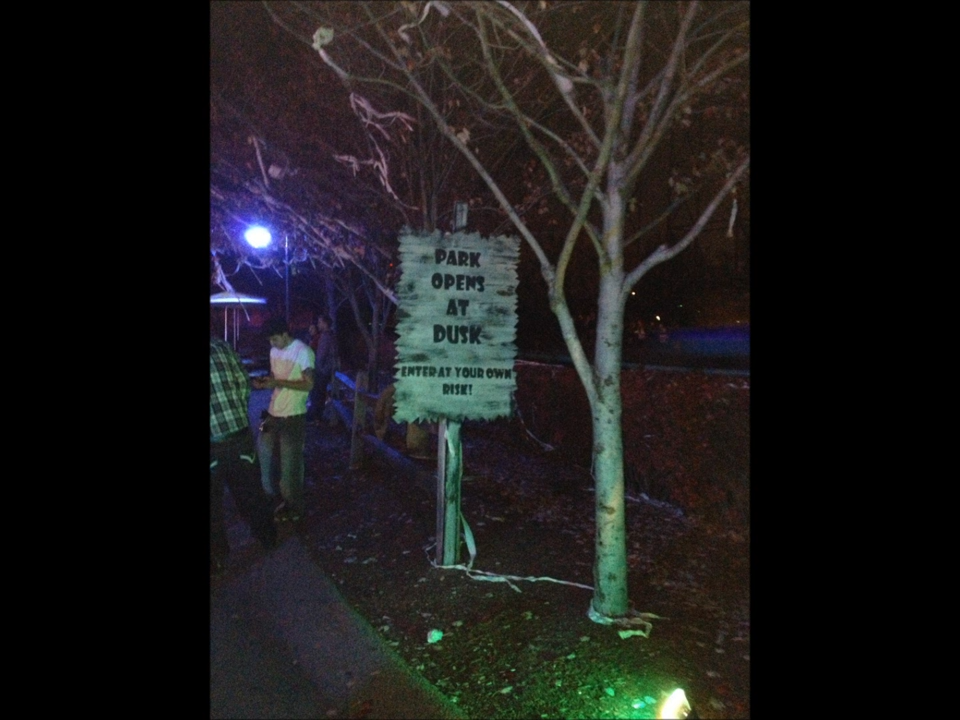 PARK
OPENS
AT
DUSK
ENTER AT YOUR OWN
RISK!